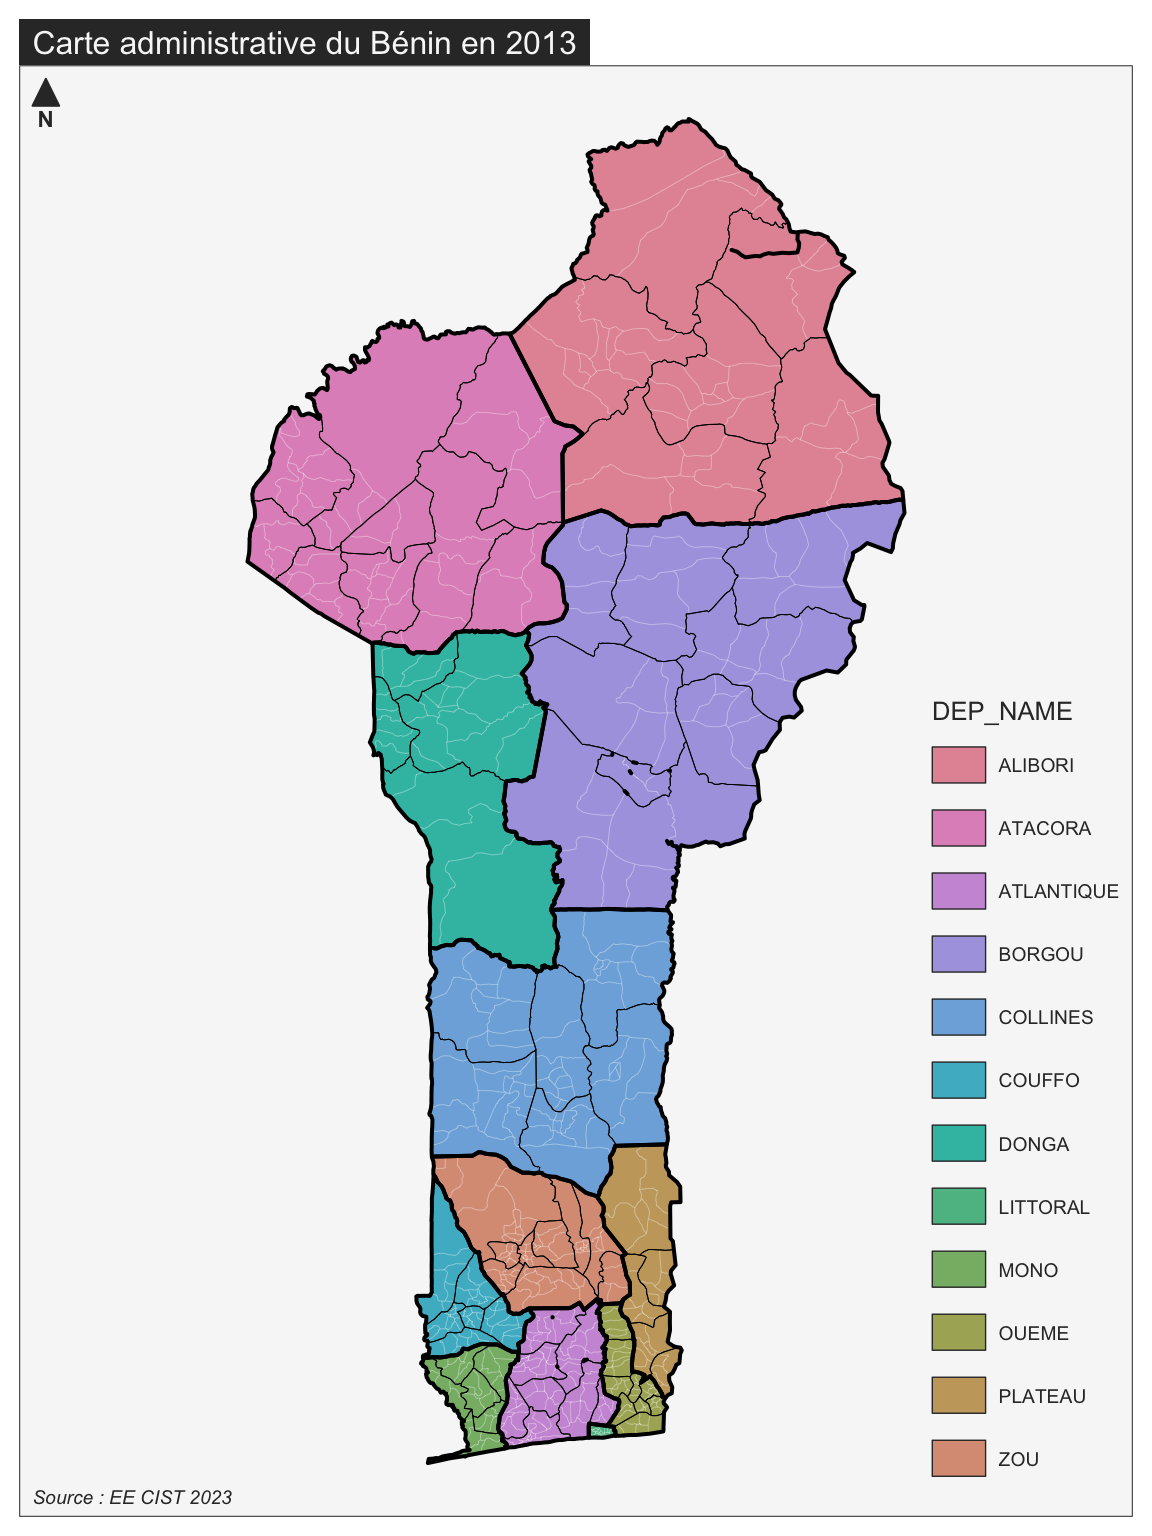 Carte administrative du Bénin en 2013
N
DEP_NAME
ALIBORI
ATACORA
ATLANTIQUE
BORGOU
COLLINES
COUFFO
DONGA
LITTORAL
MONO
OUEME
PLATEAU
ZOU
Source : EE CIST 2023